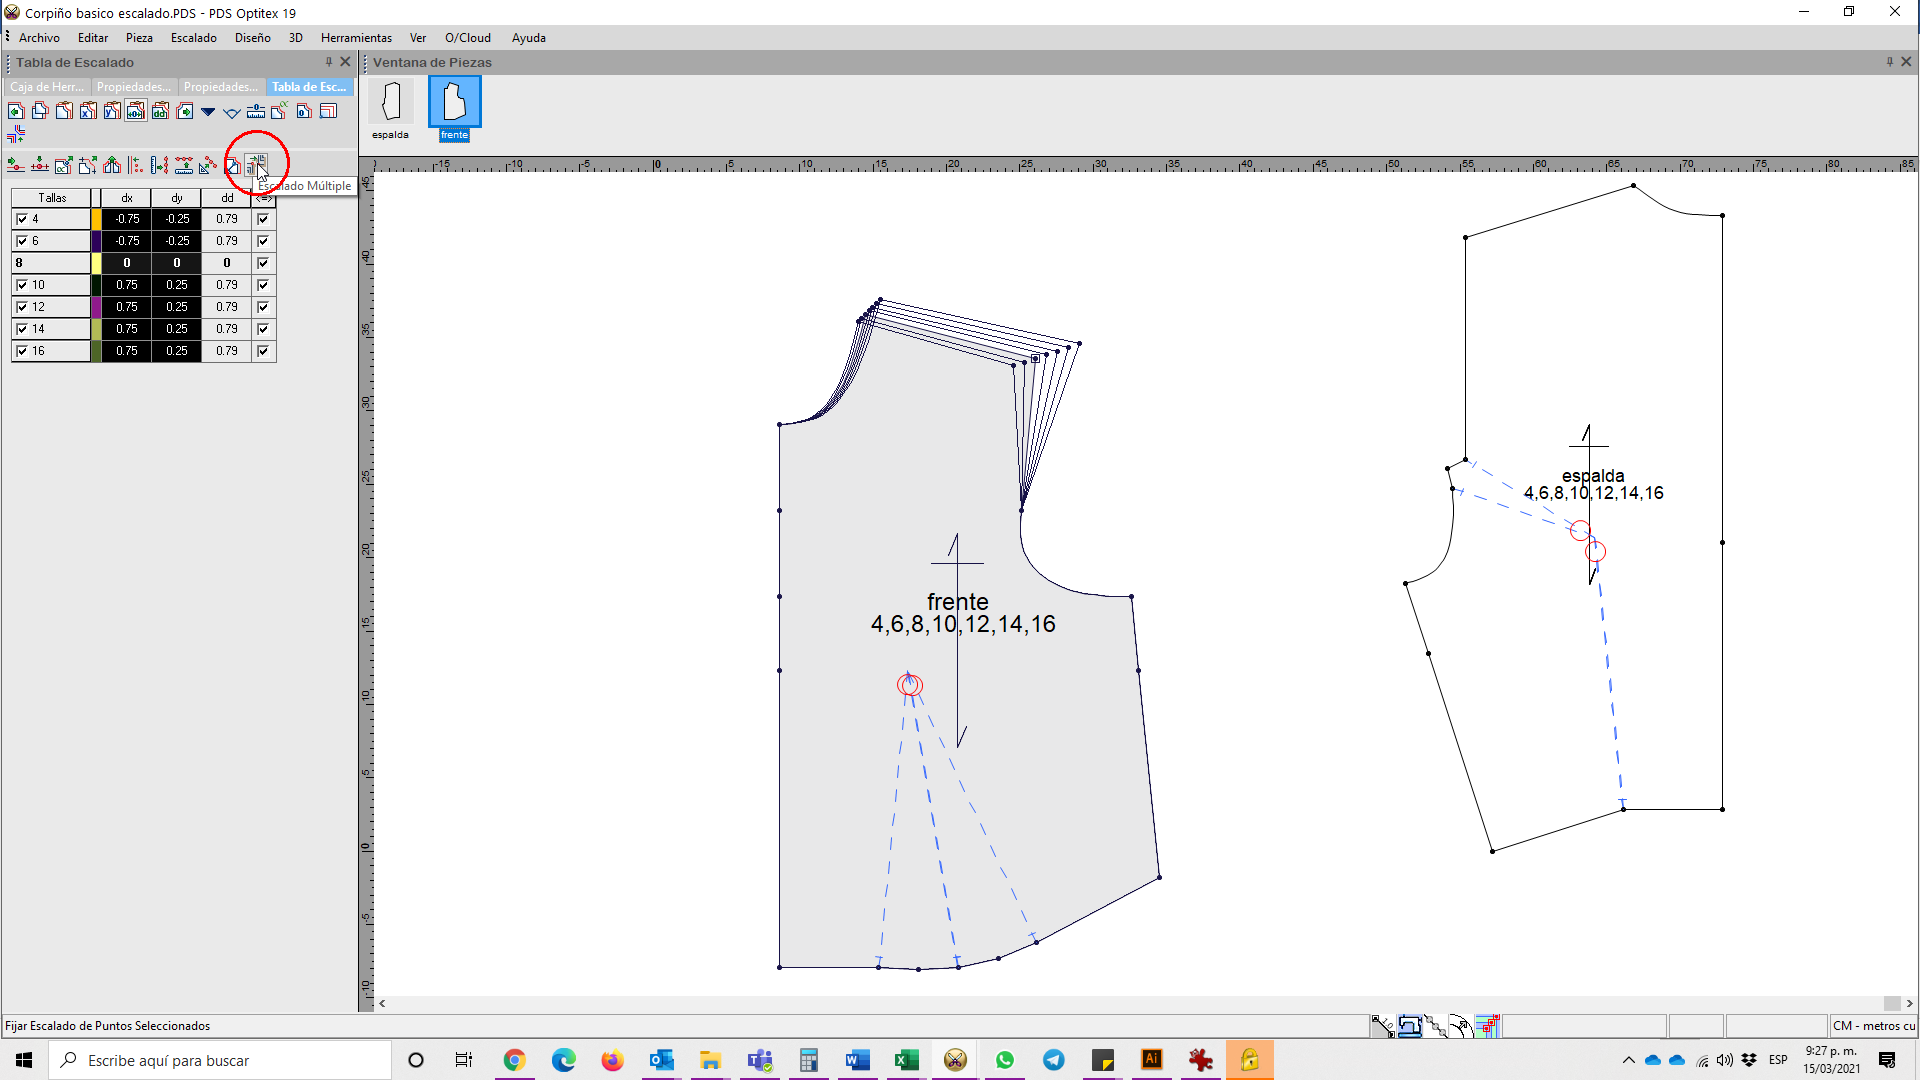 Corpiño basico escalado.PDS - PDS Optitex 19
Archivo Editar Pieza Escalado Diseño 3D Herramientas Ver O/Cloud Ayuda
Tabla de Escalado
Ventana de Piezas
Caja de Herr... Propiedades... Propiedades... Tabla de Esc...
espalda frente
Escalado Múltiple
Tallas dx dy dd <=>
4 -0.75 -0.25 0.79
6 -0.75 -0.25 0.79
8 0 0 0
10 0.75 0.25 0.79
12 0.75 0.25 0.79
14 0.75 0.25 0.79
16 0.75 0.25 0.79
-15 -10 -5 0 5 10 15 20 25 30 35 40 45 50 55 60 65 70 75 80 85
45
40
35
30
25
20
15
10
5
0
-5
-10
espalda
4,6,8,10,12,14,16
frente
4,6,8,10,12,14,16
Fijar Escalado de Puntos Seleccionados
CM - metros cu
Escribe aquí para buscar
ESP
9:27 p. m.
15/03/2021